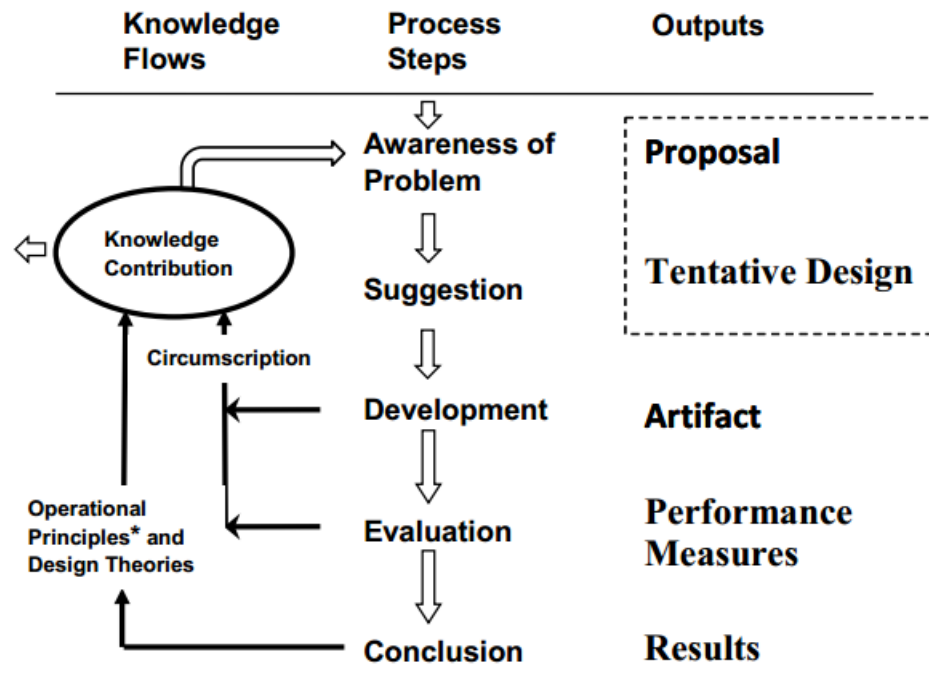 Knowledge
Flows
Process
Steps
Outputs
Awareness of
Problem
Proposal
Knowledge
Contribution
Suggestion
Tentative Design
Circumscription
Development
Artifact
Operational
Principles* and
Design Theories
Evaluation
Performance
Measures
Conclusion
Results